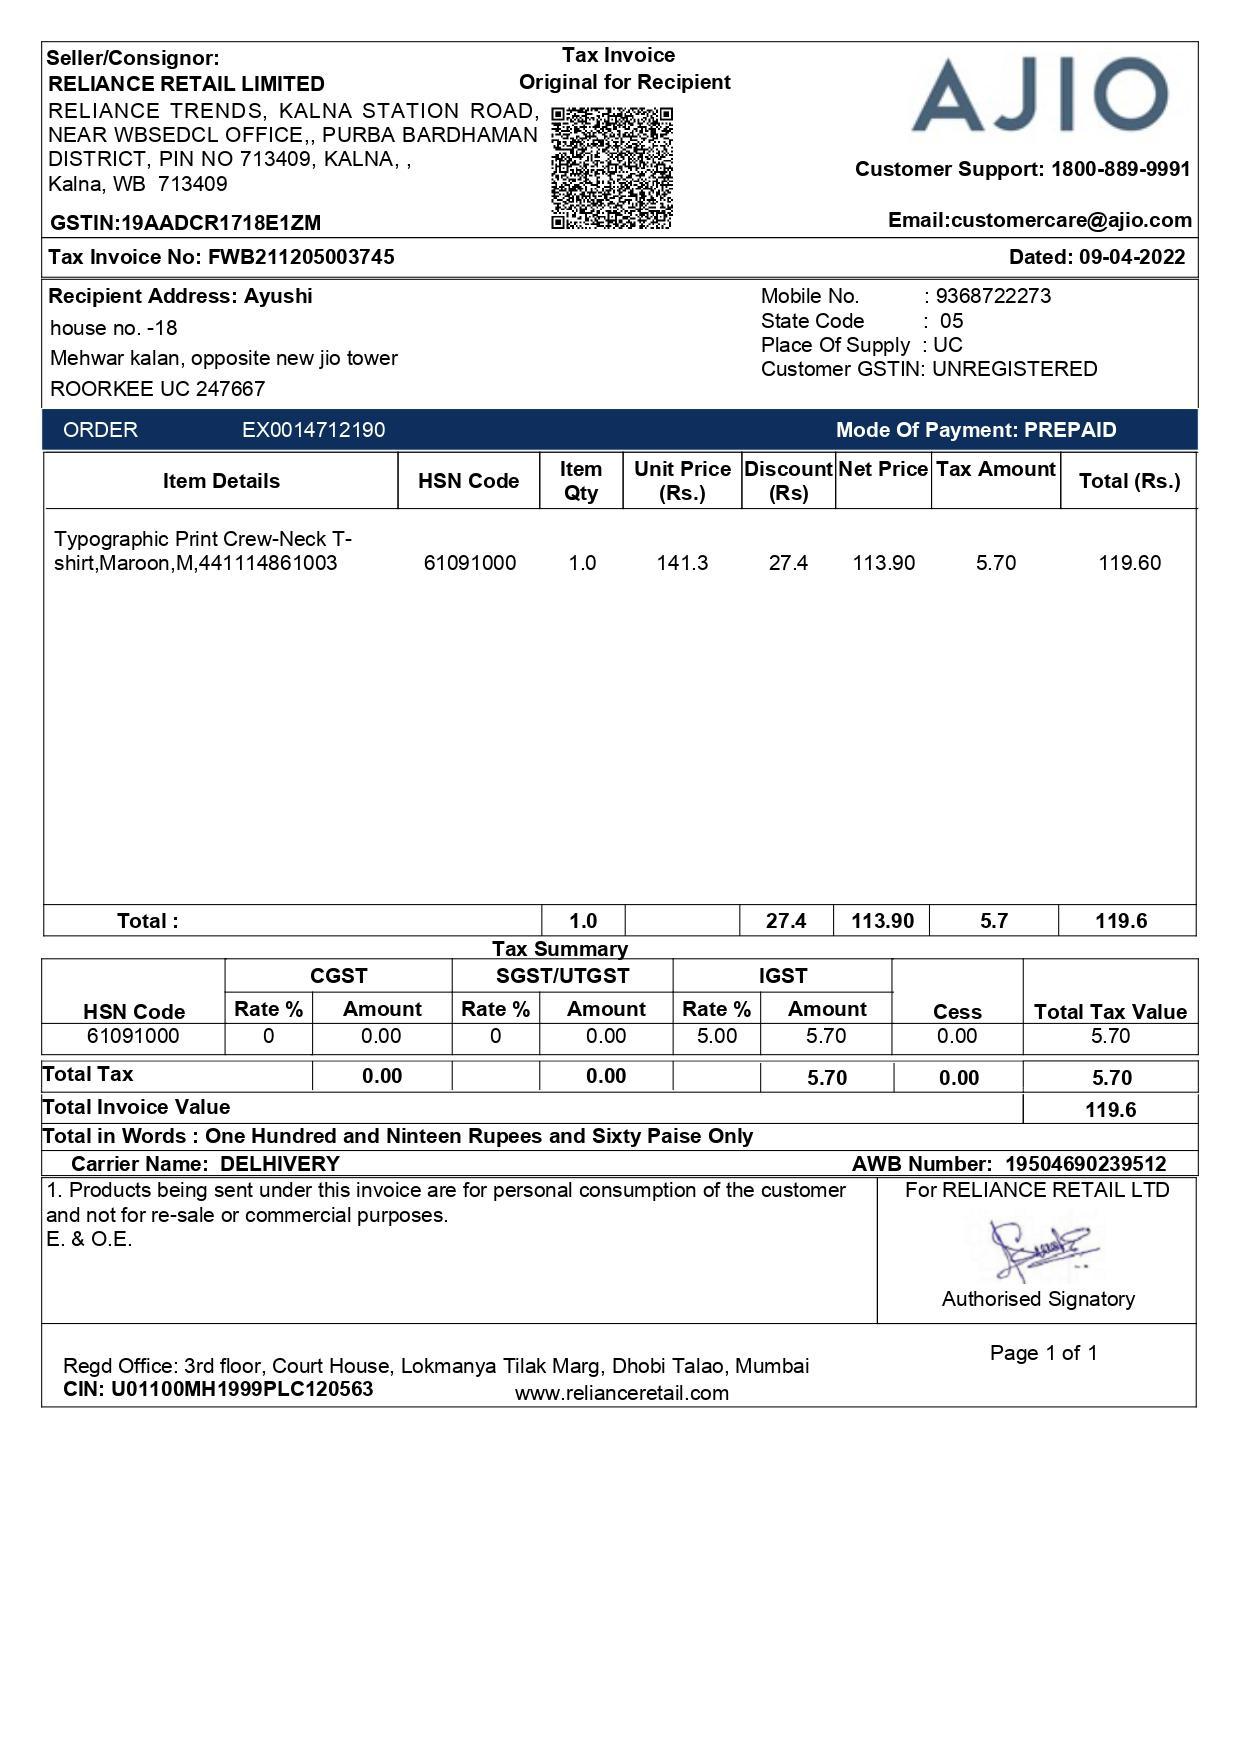 Seller/Consignor:
RELIANCE RETAIL LIMITED
RELIANCE TRENDS, KALNA STATION ROAD,
NEAR WBSEDCL OFFICE,, PURBA BARDHAMAN
DISTRICT, PIN NO 713409, KALNA, ,
Kalna, WB 713409
GSTIN:19AADCR1718E1ZM
Tax Invoice
Original for Recipient
AJIO
Customer Support: 1800-889-9991
Email:customercare@ajio.com
Tax Invoice No: FWB211205003745 Dated: 09-04-2022
Recipient Address: Ayushi
house no. -18
Mehwar kalan, opposite new jio tower
ROORKEE UC 247667
Mobile No. : 9368722273
State Code : 05
Place Of Supply : UC
Customer GSTIN: UNREGISTERED
ORDER EX0014712190 Mode Of Payment: PREPAID
Item Details HSN Code Item Qty Unit Price (Rs.) Discount (Rs) Net Price Tax Amount Total (Rs.)
Typographic Print Crew-Neck T-
shirt,Maroon,M,441114861003 61091000 1.0 141.3 27.4 113.90 5.70 119.60
Total : 1.0 27.4 113.90 5.7 119.6
Tax Summary
CGST SGST/UTGST IGST
HSN Code Rate % Amount Rate % Amount Rate % Amount Cess Total Tax Value
61091000 0 0.00 0 0.00 5.00 5.70 0.00 5.70
Total Tax 0.00 0.00 5.70 0.00 5.70
Total Invoice Value 119.6
Total in Words : One Hundred and Ninteen Rupees and Sixty Paise Only
Carrier Name: DELHIVERY AWB Number: 19504690239512
1. Products being sent under this invoice are for personal consumption of the customer
and not for re-sale or commercial purposes.
E. & O.E.
For RELIANCE RETAIL LTD
Authorised Signatory
Page 1 of 1
Regd Office: 3rd floor, Court House, Lokmanya Tilak Marg, Dhobi Talao, Mumbai
CIN: U01100MH1999PLC120563 www.relianceretail.com